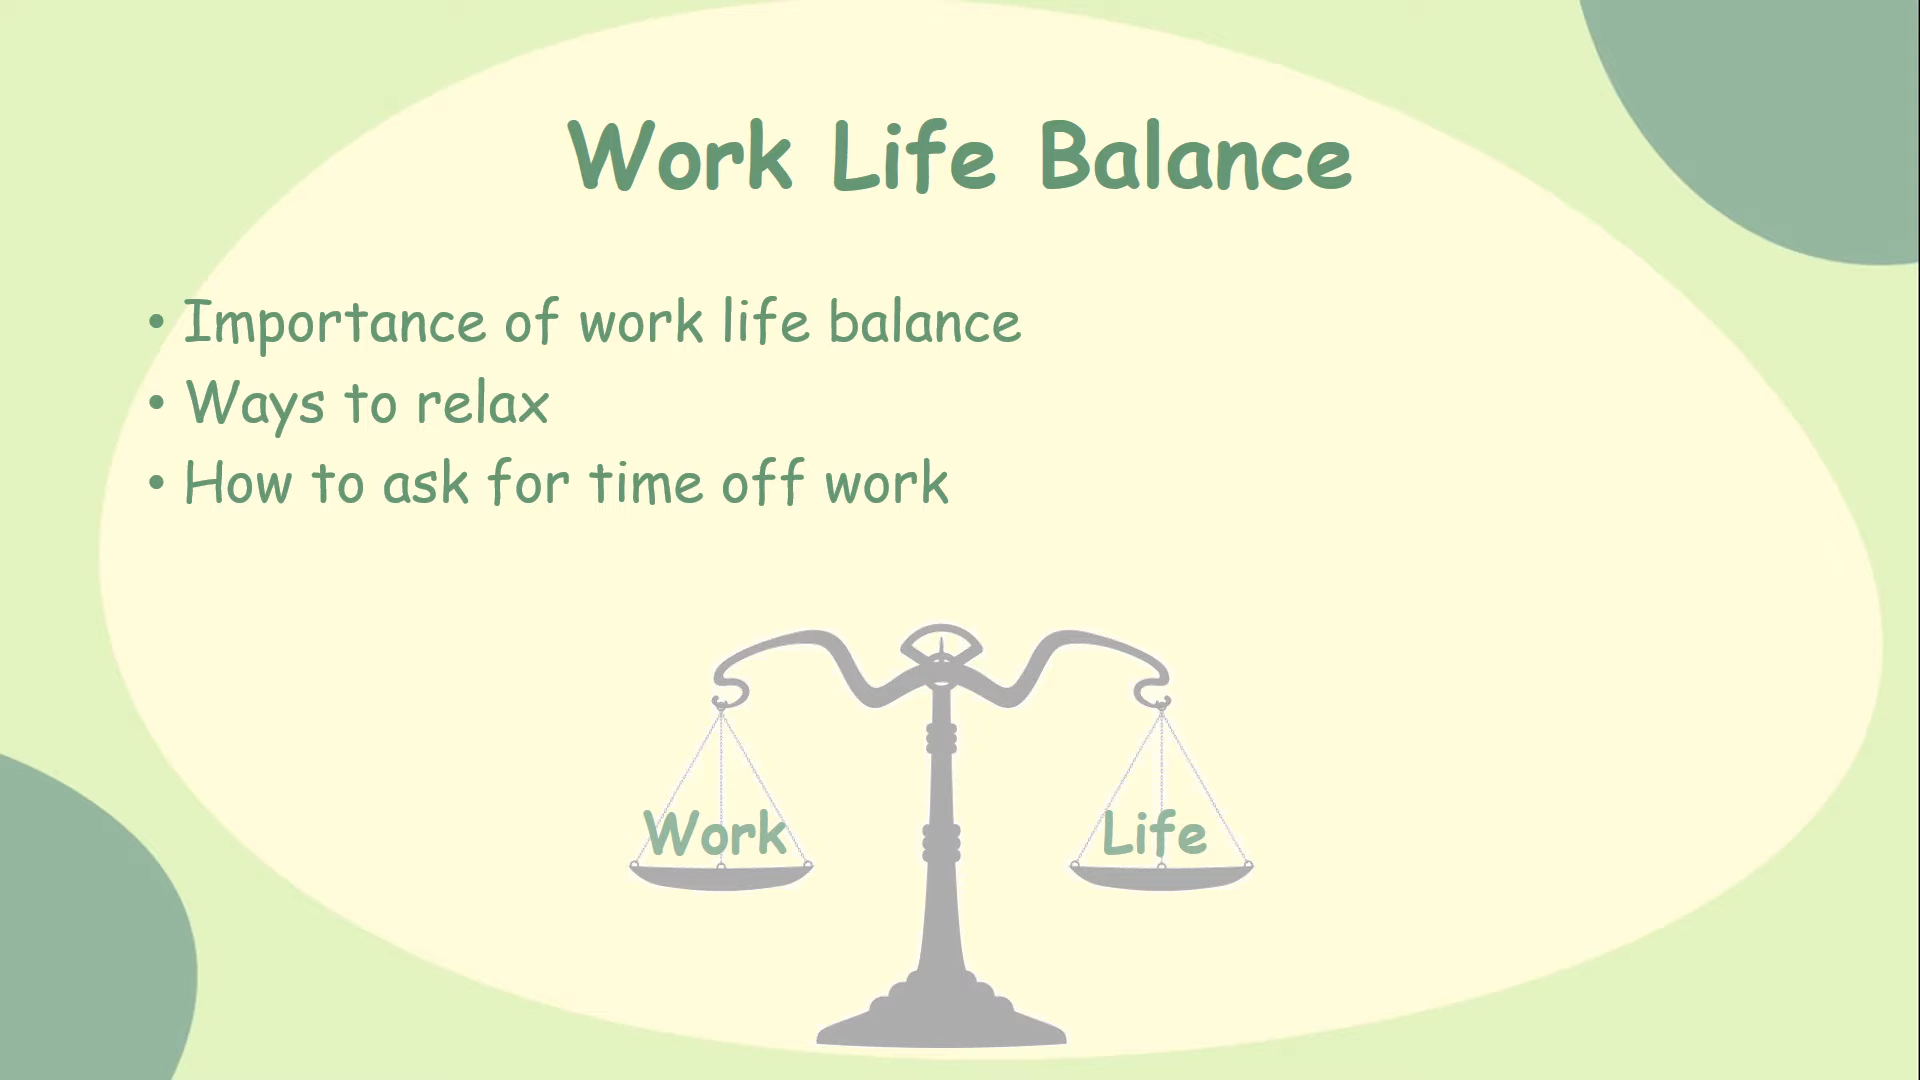 Work Life Balance
• Importance of work life balance
• Ways to relax
• How to ask for time off work
Work
Life